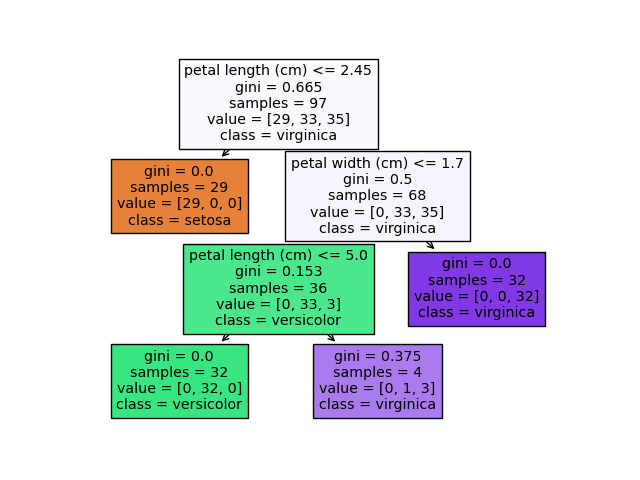 petal length (cm) <= 2.45
gini = 0.665
samples = 97
value = [29, 33, 35]
class = virginica
gini = 0.0
samples = 29
value = [29, 0, 0]
class = setosa
petal width (cm) <= 1.7
gini = 0.5
samples = 68
value = [0, 33, 35]
class = virginica
petal length (cm) <= 5.0
gini = 0.153
samples = 36
value = [0, 33, 3]
class = versicolor
gini = 0.0
samples = 32
value = [0, 0, 32]
class = virginica
gini = 0.0
samples = 32
value = [0, 32, 0]
class = versicolor
gini = 0.375
samples = 4
value = [0, 1, 3]
class = virginica